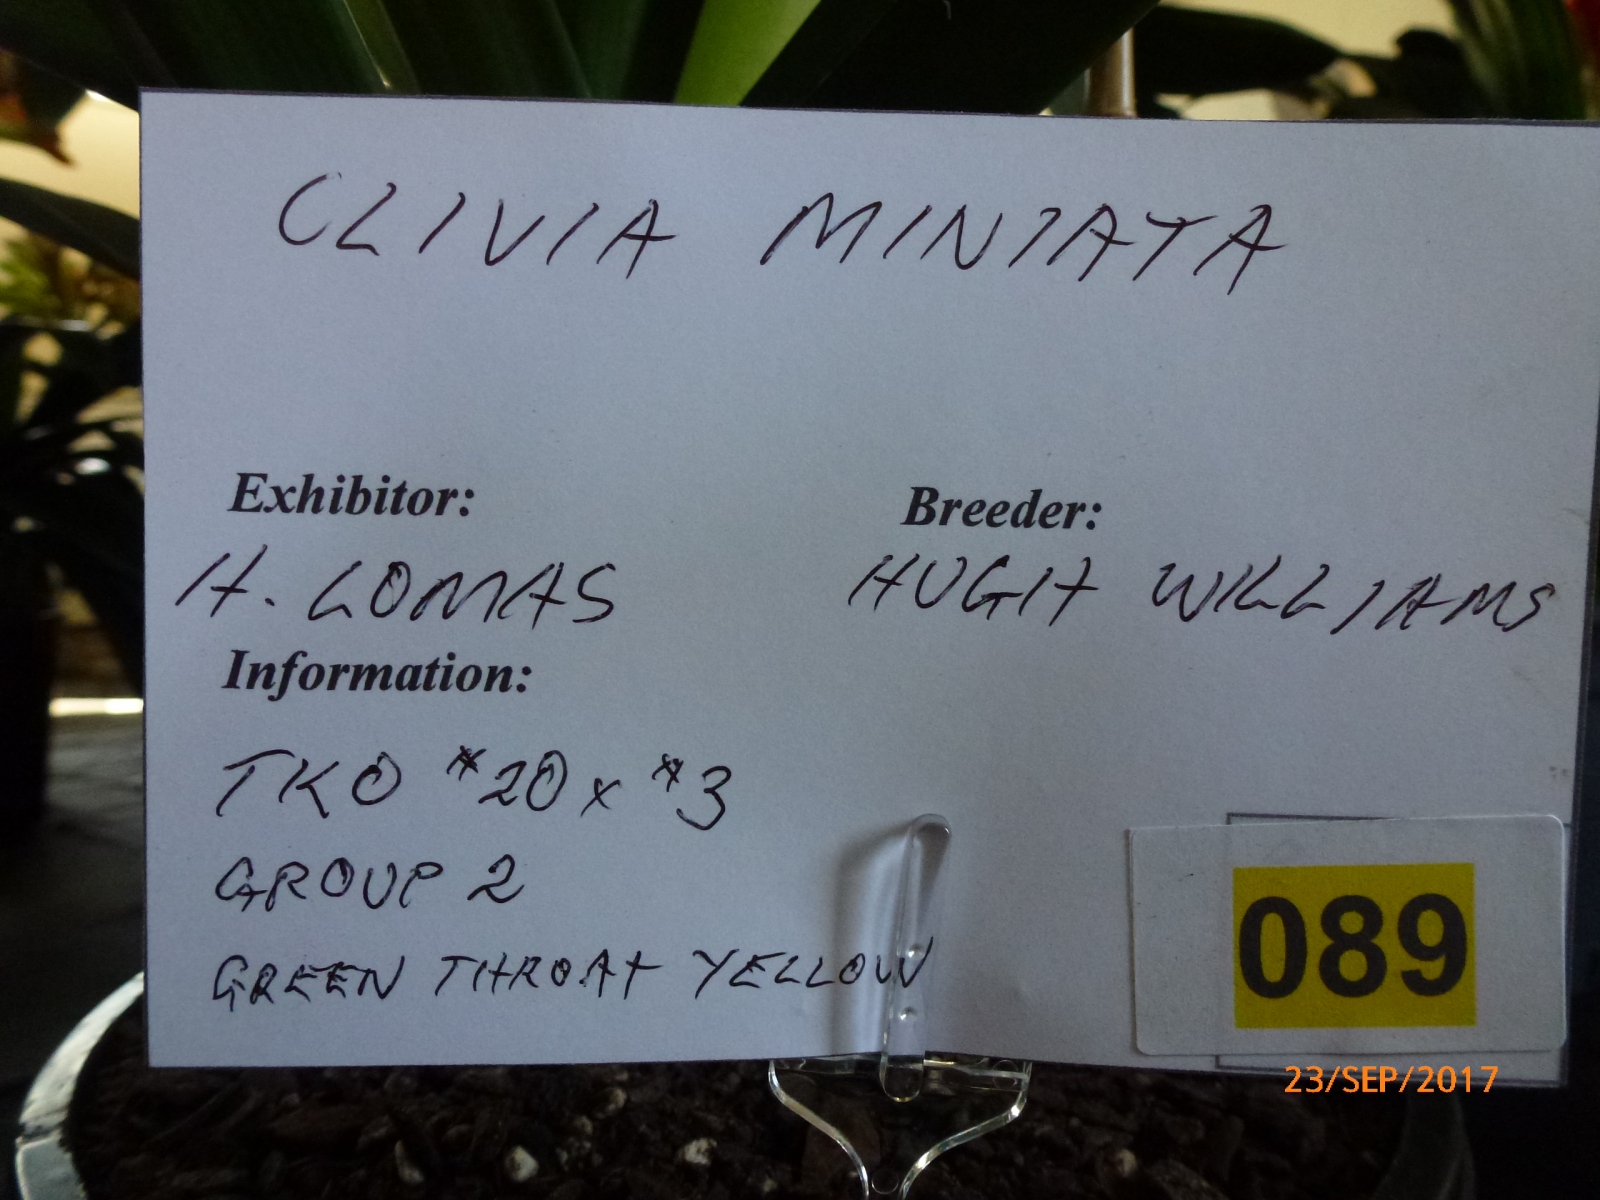 CLIVIA MINIATA
Exhibitor: Breeder:
H. LOMAS HUGH WILLIAMS
Information:
TKO #20 x #3
GROUP 2
GREEN THROAT YELLOW
089
23/SEP/2017